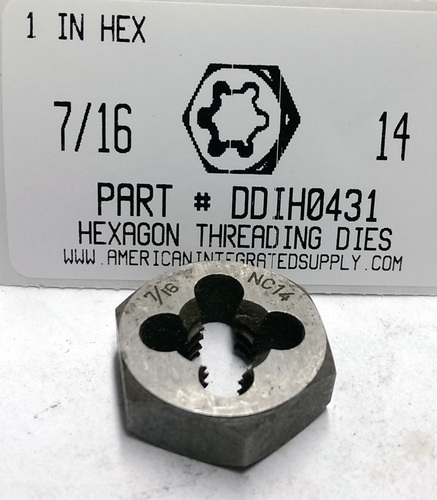 1 IN HEX
7/16 14
PART # DDIH0431
HEXAGON THREADING DIES
WWW.AMERICANINTEGRATEDSUPPLY.COM
7/16 NC14